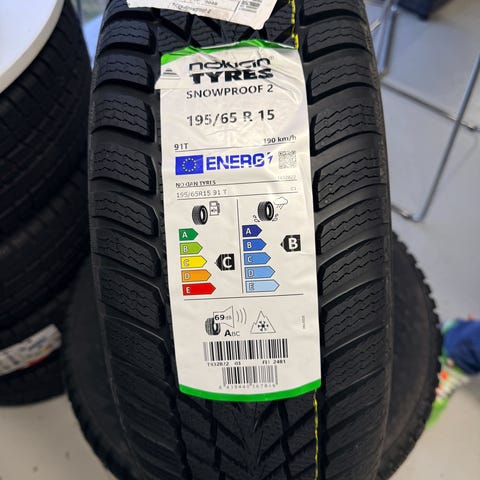 nokian
TYRES
SNOWPROOF 2
195/65 R 15
91T 190 km/h
ENERG
NOKIAN TYRES
195/65R15 91 T C1
A
B
C
D
E
C
A
B
C
D
E
B
69 dB
ABC